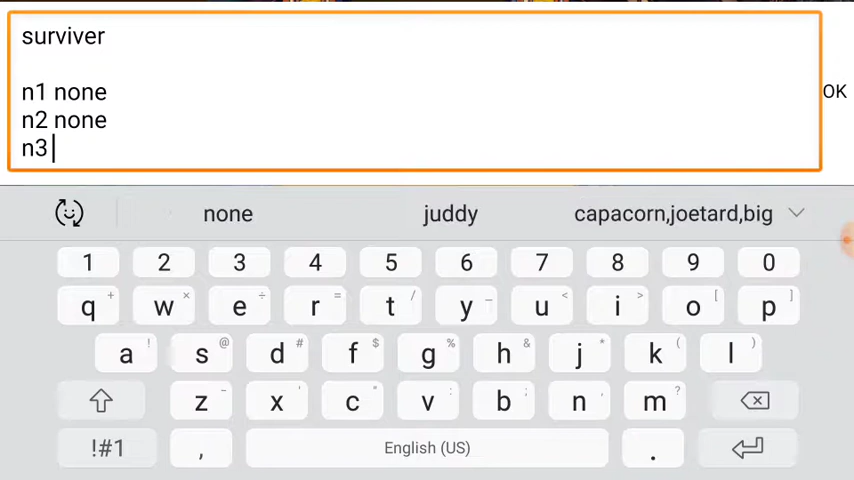 surviver
n1 none
n2 none
n3
OK
none juddy capacorn,joetard,big
1 2 3 4 5 6 7 8 9 0
q + w × e ÷ r = t / y _ u < i > o [ p ]
a ! s @ d # f $ g % h & j * k ( l )
z - x ' c " v : b ; n , m ?
!#1 , English (US) .